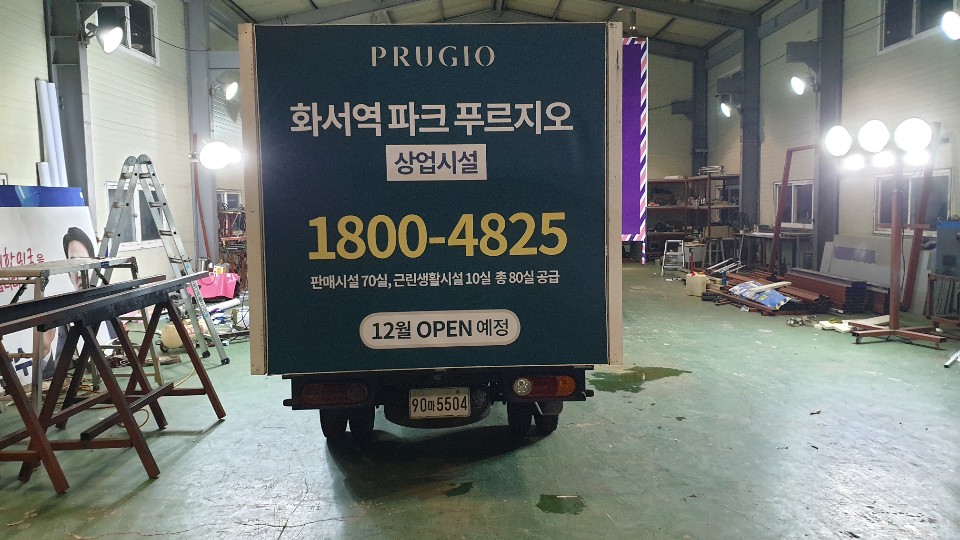 PRUGIO
화서역 파크 푸르지오
상업시설
1800-4825
판매시설 70실, 근린생활시설 10실 총 80실 공급
12월 OPEN 예정
90마5504